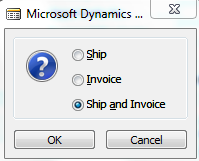 Microsoft Dynamics ...
Ship
Invoice
Ship and Invoice
OK
Cancel